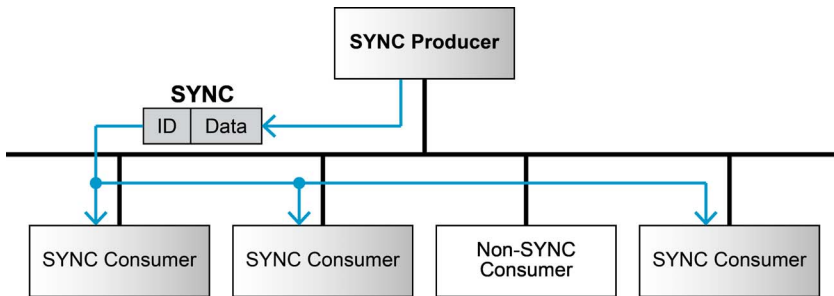 SYNC Producer
SYNC
ID
Data
SYNC Consumer
SYNC Consumer
Non-SYNC
Consumer
SYNC Consumer